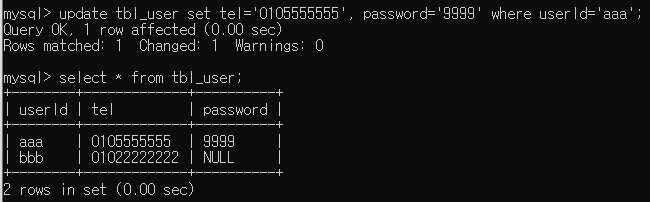 mysql> update tbl_user set tel='0105555555', password='9999' where userId='aaa';
Query OK, 1 row affected (0.00 sec)
Rows matched: 1  Changed: 1  Warnings: 0
mysql> select * from tbl_user;
+--------+-------------+----------+
| userId | tel         | password |
+--------+-------------+----------+
| aaa    | 0105555555  | 9999     |
| bbb    | 01022222222 | NULL     |
+--------+-------------+----------+
2 rows in set (0.00 sec)